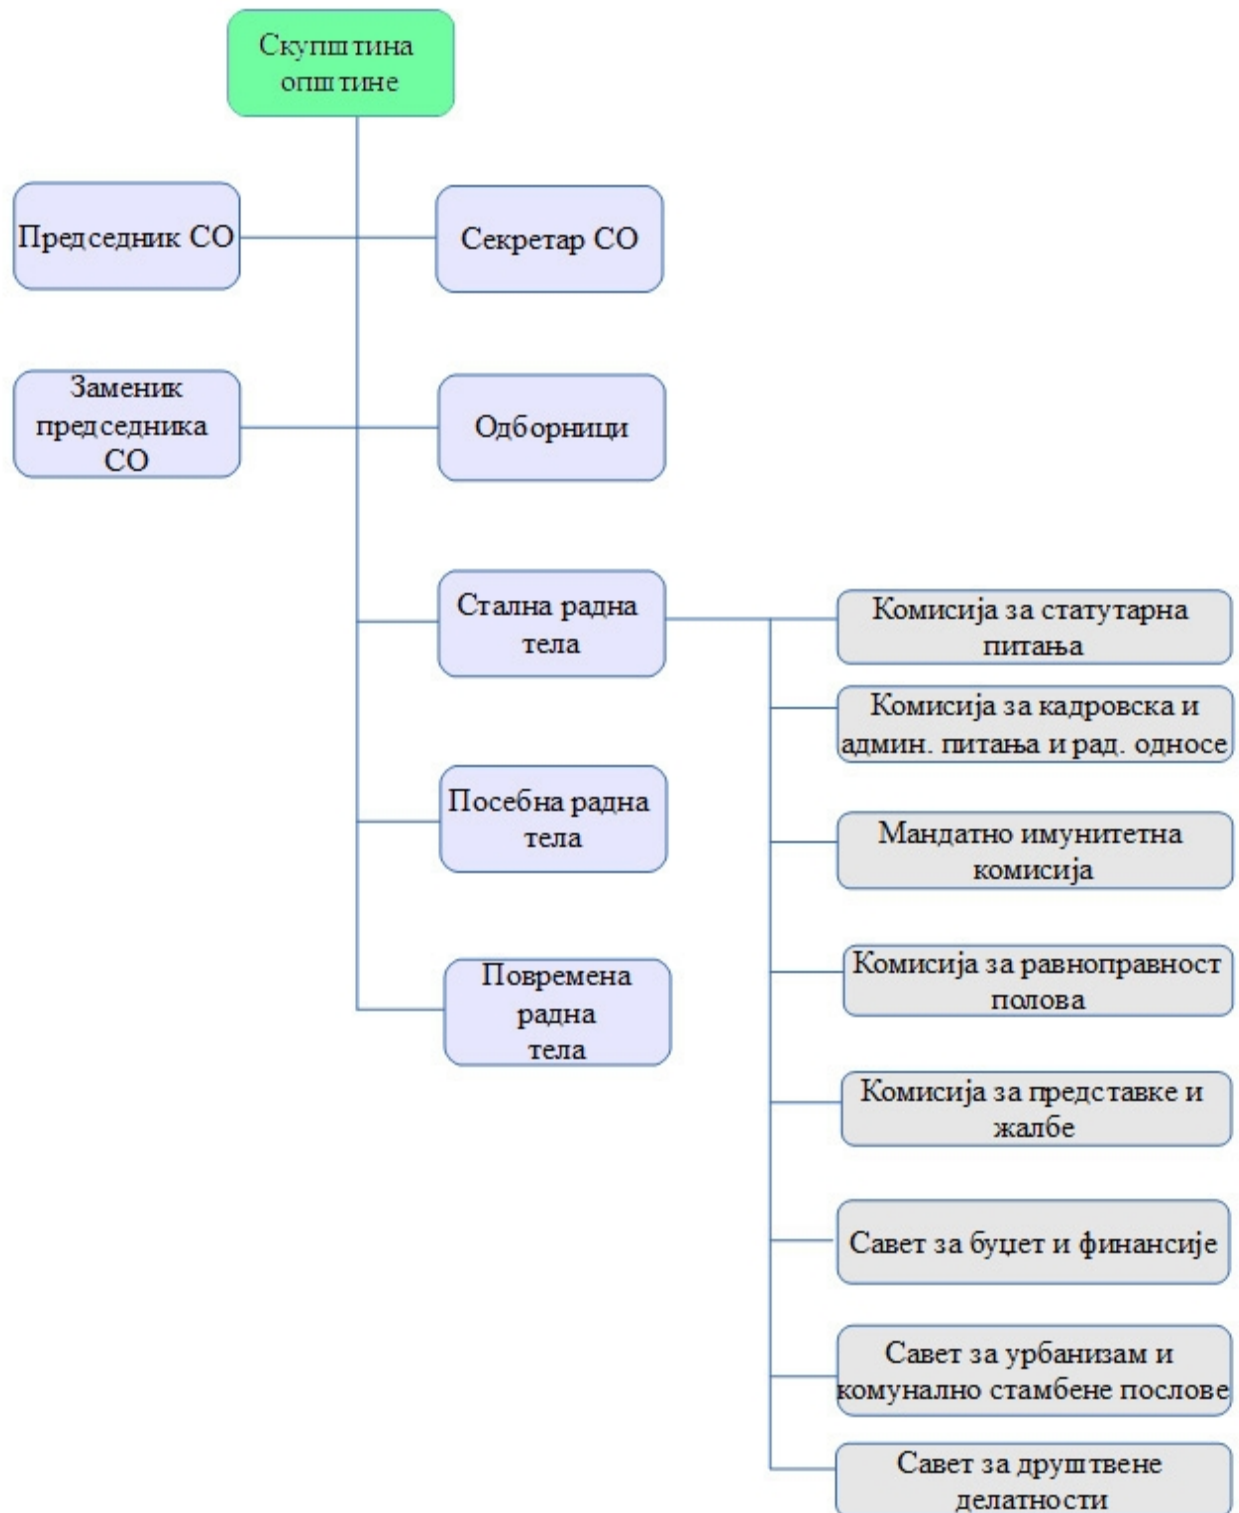 Скупштина
општине
Председник СО
Секретар СО
Заменик
председника
СО
Одборници
Стална радна
тела
Посебна радна
тела
Повремена
радна
тела
Комисија за статутарна
питања
Комисија за кадровска и
админ. питања и рад. односе
Мандатно имунитетна
комисија
Комисија за равноправност
полова
Комисија за представке и
жалбе
Савет за буџет и финансије
Савет за урбанизам и
комунално стамбене послове
Савет за друштвене
делатности